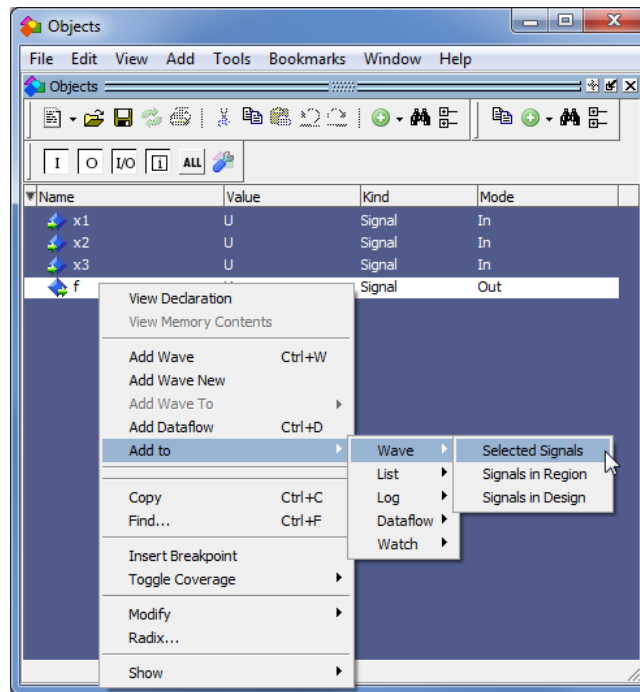 Objects
File Edit View Add Tools Bookmarks Window Help
Objects
I O I/O i ALL
Name Value Kind Mode
x1 U Signal In
x2 U Signal In
x3 U Signal In
f Signal Out
View Declaration
View Memory Contents
Add Wave Ctrl+W
Add Wave New
Add Wave To
Add Dataflow Ctrl+D
Add to
Wave
Selected Signals
List
Signals in Region
Log
Signals in Design
Dataflow
Watch
Copy Ctrl+C
Find... Ctrl+F
Insert Breakpoint
Toggle Coverage
Modify
Radix...
Show